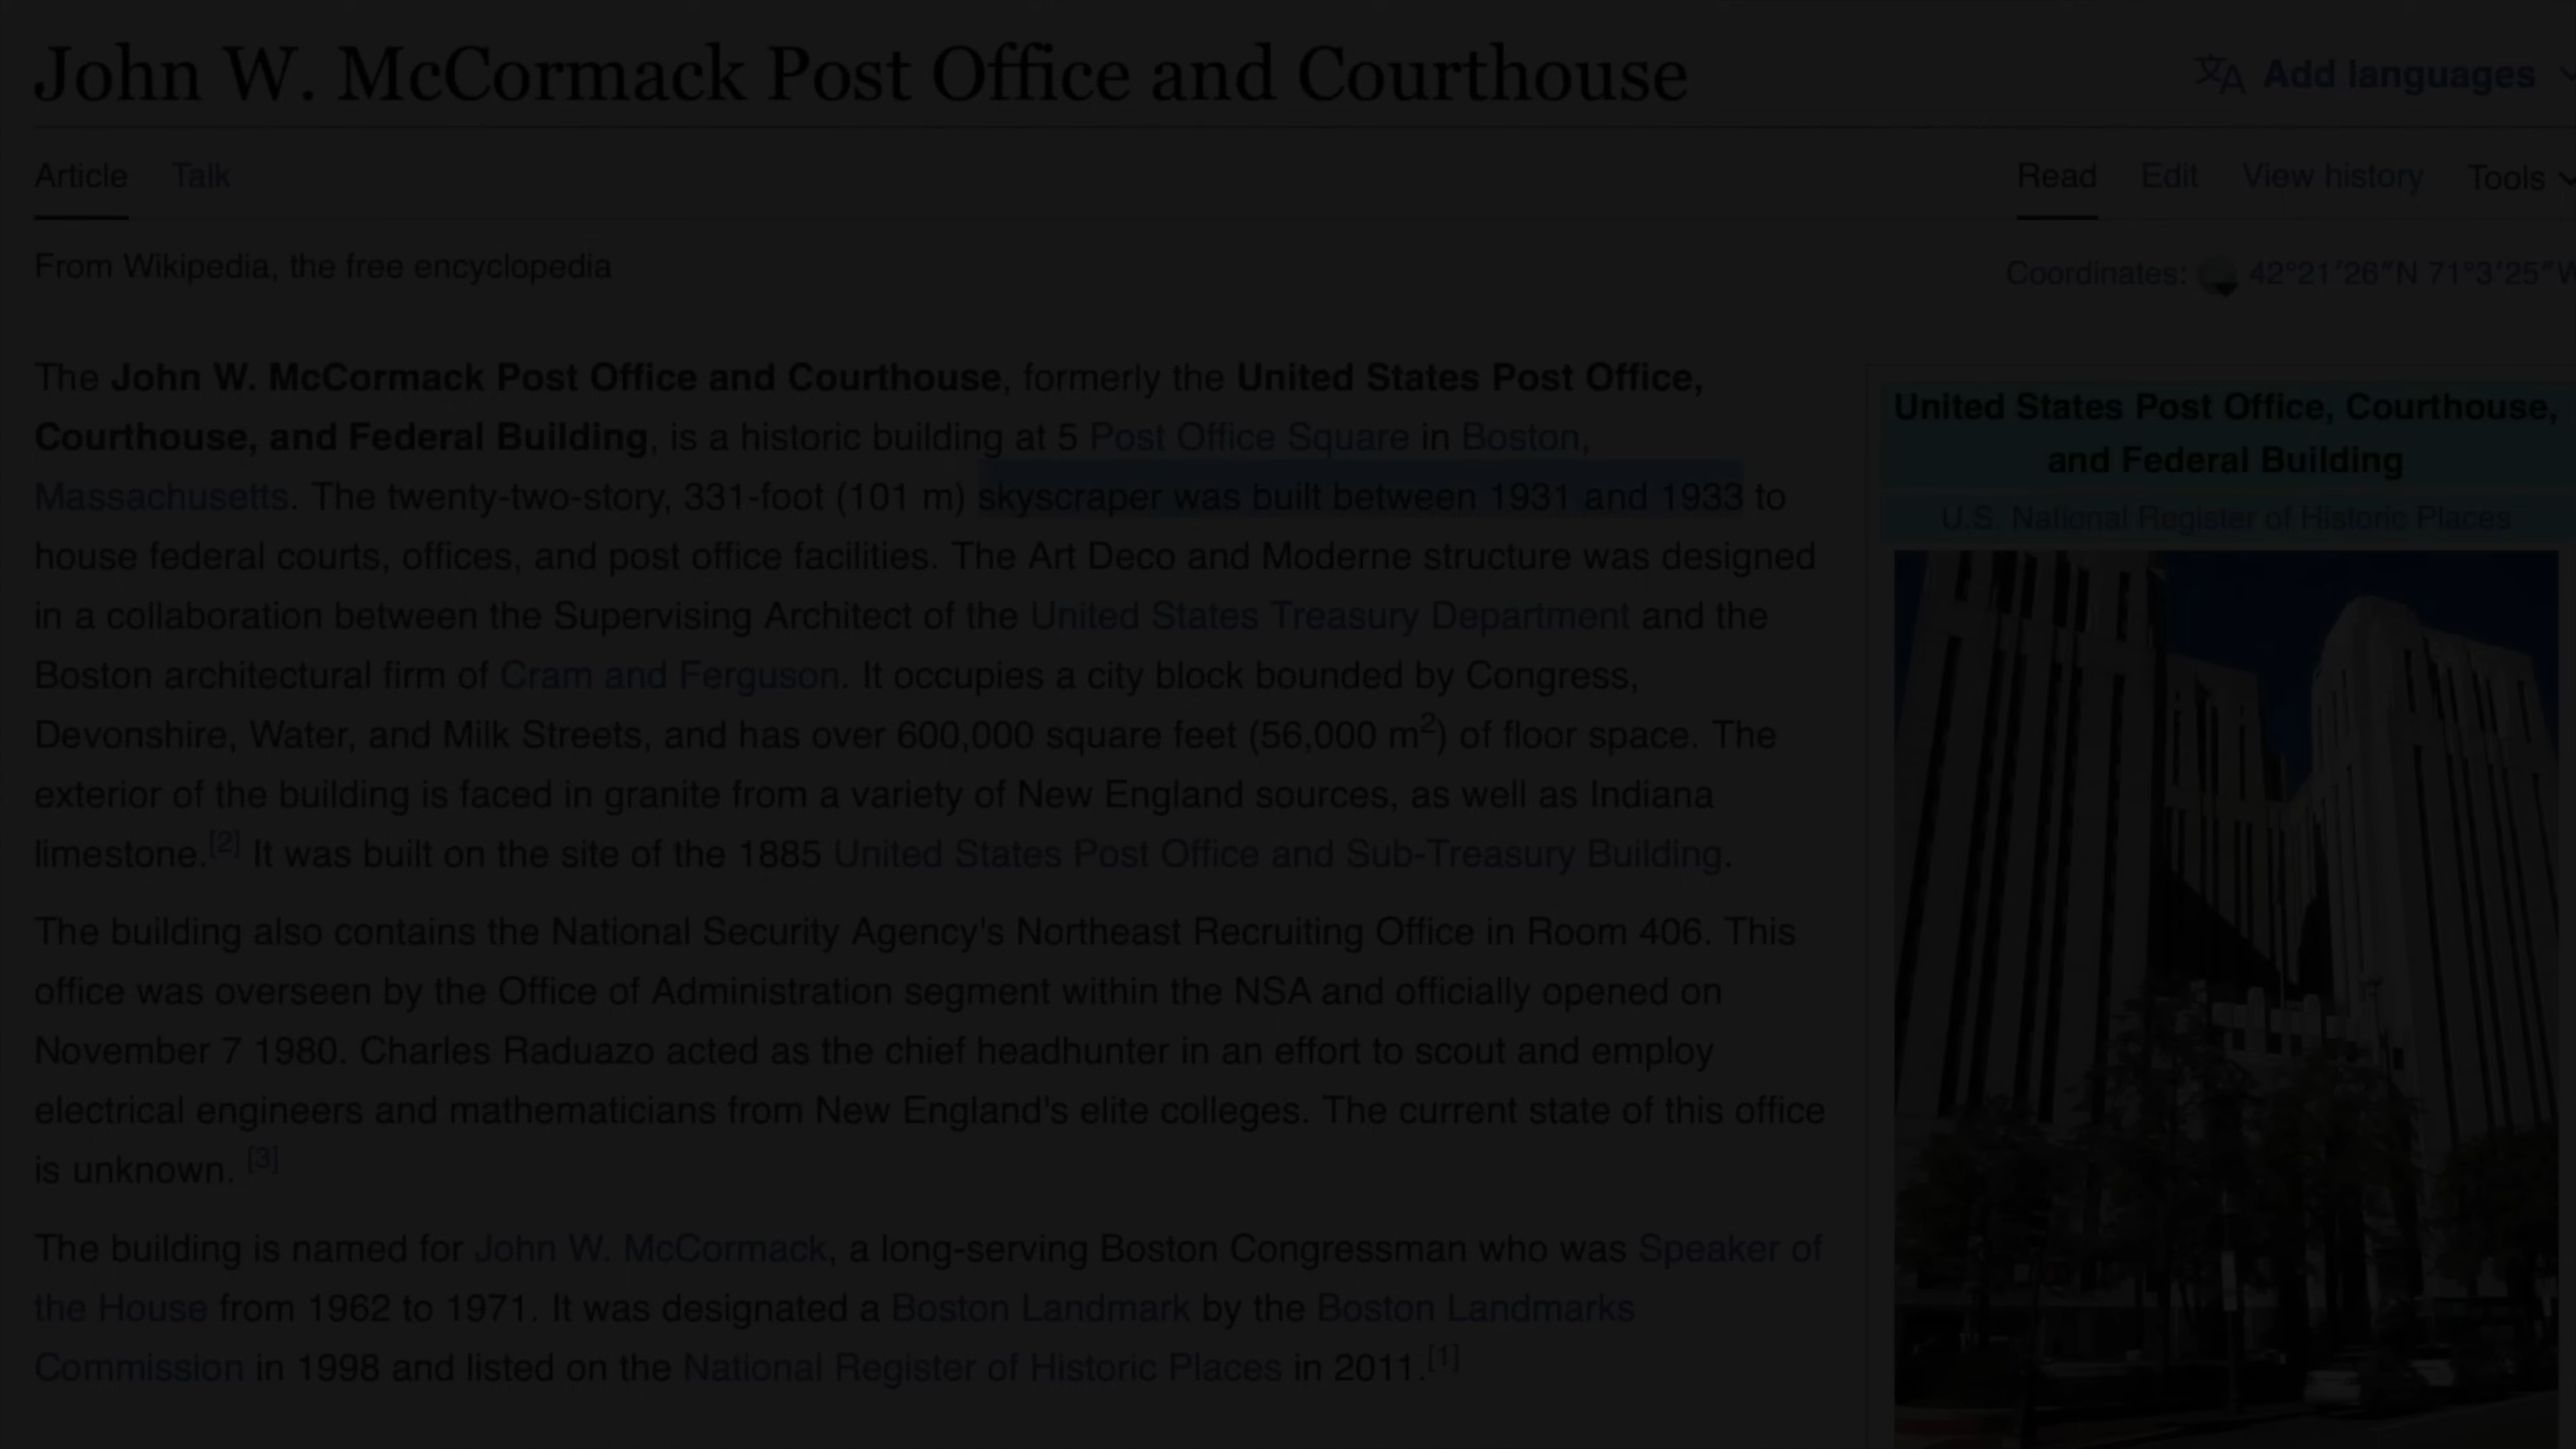 John W. McCormack Post Office and Courthouse
Add languages
Article Talk
Read Edit View history Tools
From Wikipedia, the free encyclopedia
Coordinates: 42°21′26″N 71°3′25″W
The John W. McCormack Post Office and Courthouse, formerly the United States Post Office,
Courthouse, and Federal Building, is a historic building at 5 Post Office Square in Boston,
Massachusetts. The twenty-two-story, 331-foot (101 m) skyscraper was built between 1931 and 1933 to
house federal courts, offices, and post office facilities. The Art Deco and Moderne structure was designed
in a collaboration between the Supervising Architect of the United States Treasury Department and the
Boston architectural firm of Cram and Ferguson. It occupies a city block bounded by Congress,
Devonshire, Water, and Milk Streets, and has over 600,000 square feet (56,000 m²) of floor space. The
exterior of the building is faced in granite from a variety of New England sources, as well as Indiana
limestone.[2] It was built on the site of the 1885 United States Post Office and Sub-Treasury Building.
The building also contains the National Security Agency's Northeast Recruiting Office in Room 406. This
office was overseen by the Office of Administration segment within the NSA and officially opened on
November 7 1980. Charles Raduazo acted as the chief headhunter in an effort to scout and employ
electrical engineers and mathematicians from New England's elite colleges. The current state of this office
is unknown. [3]
The building is named for John W. McCormack, a long-serving Boston Congressman who was Speaker of
the House from 1962 to 1971. It was designated a Boston Landmark by the Boston Landmarks
Commission in 1998 and listed on the National Register of Historic Places in 2011.[1]
United States Post Office, Courthouse,
and Federal Building
U.S. National Register of Historic Places